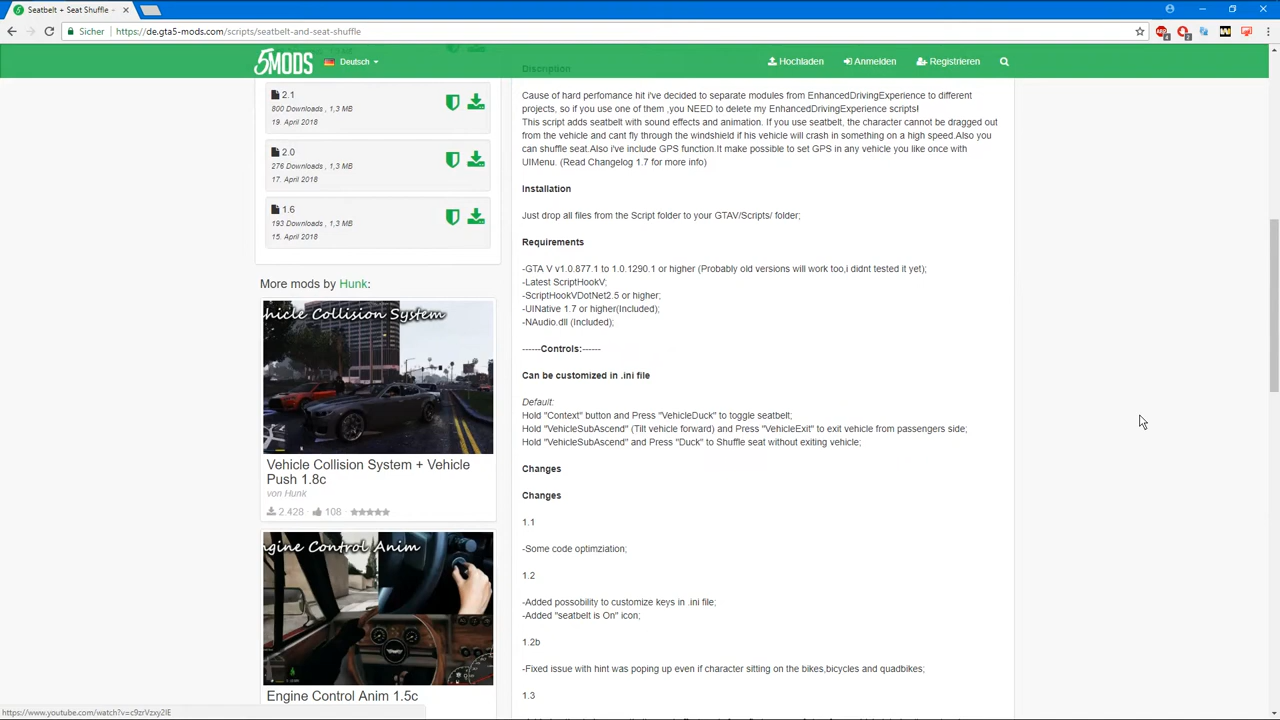 Seatbelt + Seat Shuffle -
Sicher
https://de.gta5-mods.com/scripts/seatbelt-and-seat-shuffle
5MODS
Deutsch
Hochladen
Anmelden
Registrieren
2.1
800 Downloads , 1,3 MB
19. April 2018
2.0
276 Downloads , 1,3 MB
17. April 2018
1.6
193 Downloads , 1,3 MB
15. April 2018
More mods by Hunk:
Vehicle Collision System
Vehicle Collision System + Vehicle
Push 1.8c
von Hunk
2.428
108
Engine Control Anim
Engine Control Anim 1.5c
Discription
Cause of hard perfomance hit i've decided to separate modules from EnhancedDrivingExperience to different
projects, so if you use one of them ,you NEED to delete my EnhancedDrivingExperience scripts!
This script adds seatbelt with sound effects and animation. If you use seatbelt, the character cannot be dragged out
from the vehicle and cant fly through the windshield if his vehicle will crash in something on a high speed.Also you
can shuffle seat.Also i've include GPS function.It make possible to set GPS in any vehicle you like once with
UIMenu. (Read Changelog 1.7 for more info)
Installation
Just drop all files from the Script folder to your GTAV/Scripts/ folder;
Requirements
-GTA V v1.0.877.1 to 1.0.1290.1 or higher (Probably old versions will work too,i didnt tested it yet);
-Latest ScriptHookV;
-ScriptHookVDotNet2.5 or higher;
-UINative 1.7 or higher(Included);
-NAudio.dll (Included);
------Controls:------
Can be customized in .ini file
Default:
Hold "Context" button and Press "VehicleDuck" to toggle seatbelt;
Hold "VehicleSubAscend" (Tilt vehicle forward) and Press "VehicleExit" to exit vehicle from passengers side;
Hold "VehicleSubAscend" and Press "Duck" to Shuffle seat without exiting vehicle;
Changes
Changes
1.1
-Some code optimziation;
1.2
-Added possobility to customize keys in .ini file;
-Added "seatbelt is On" icon;
1.2b
-Fixed issue with hint was poping up even if character sitting on the bikes,bicycles and quadbikes;
1.3
https://www.youtube.com/watch?v=c9zrVzxy2IE